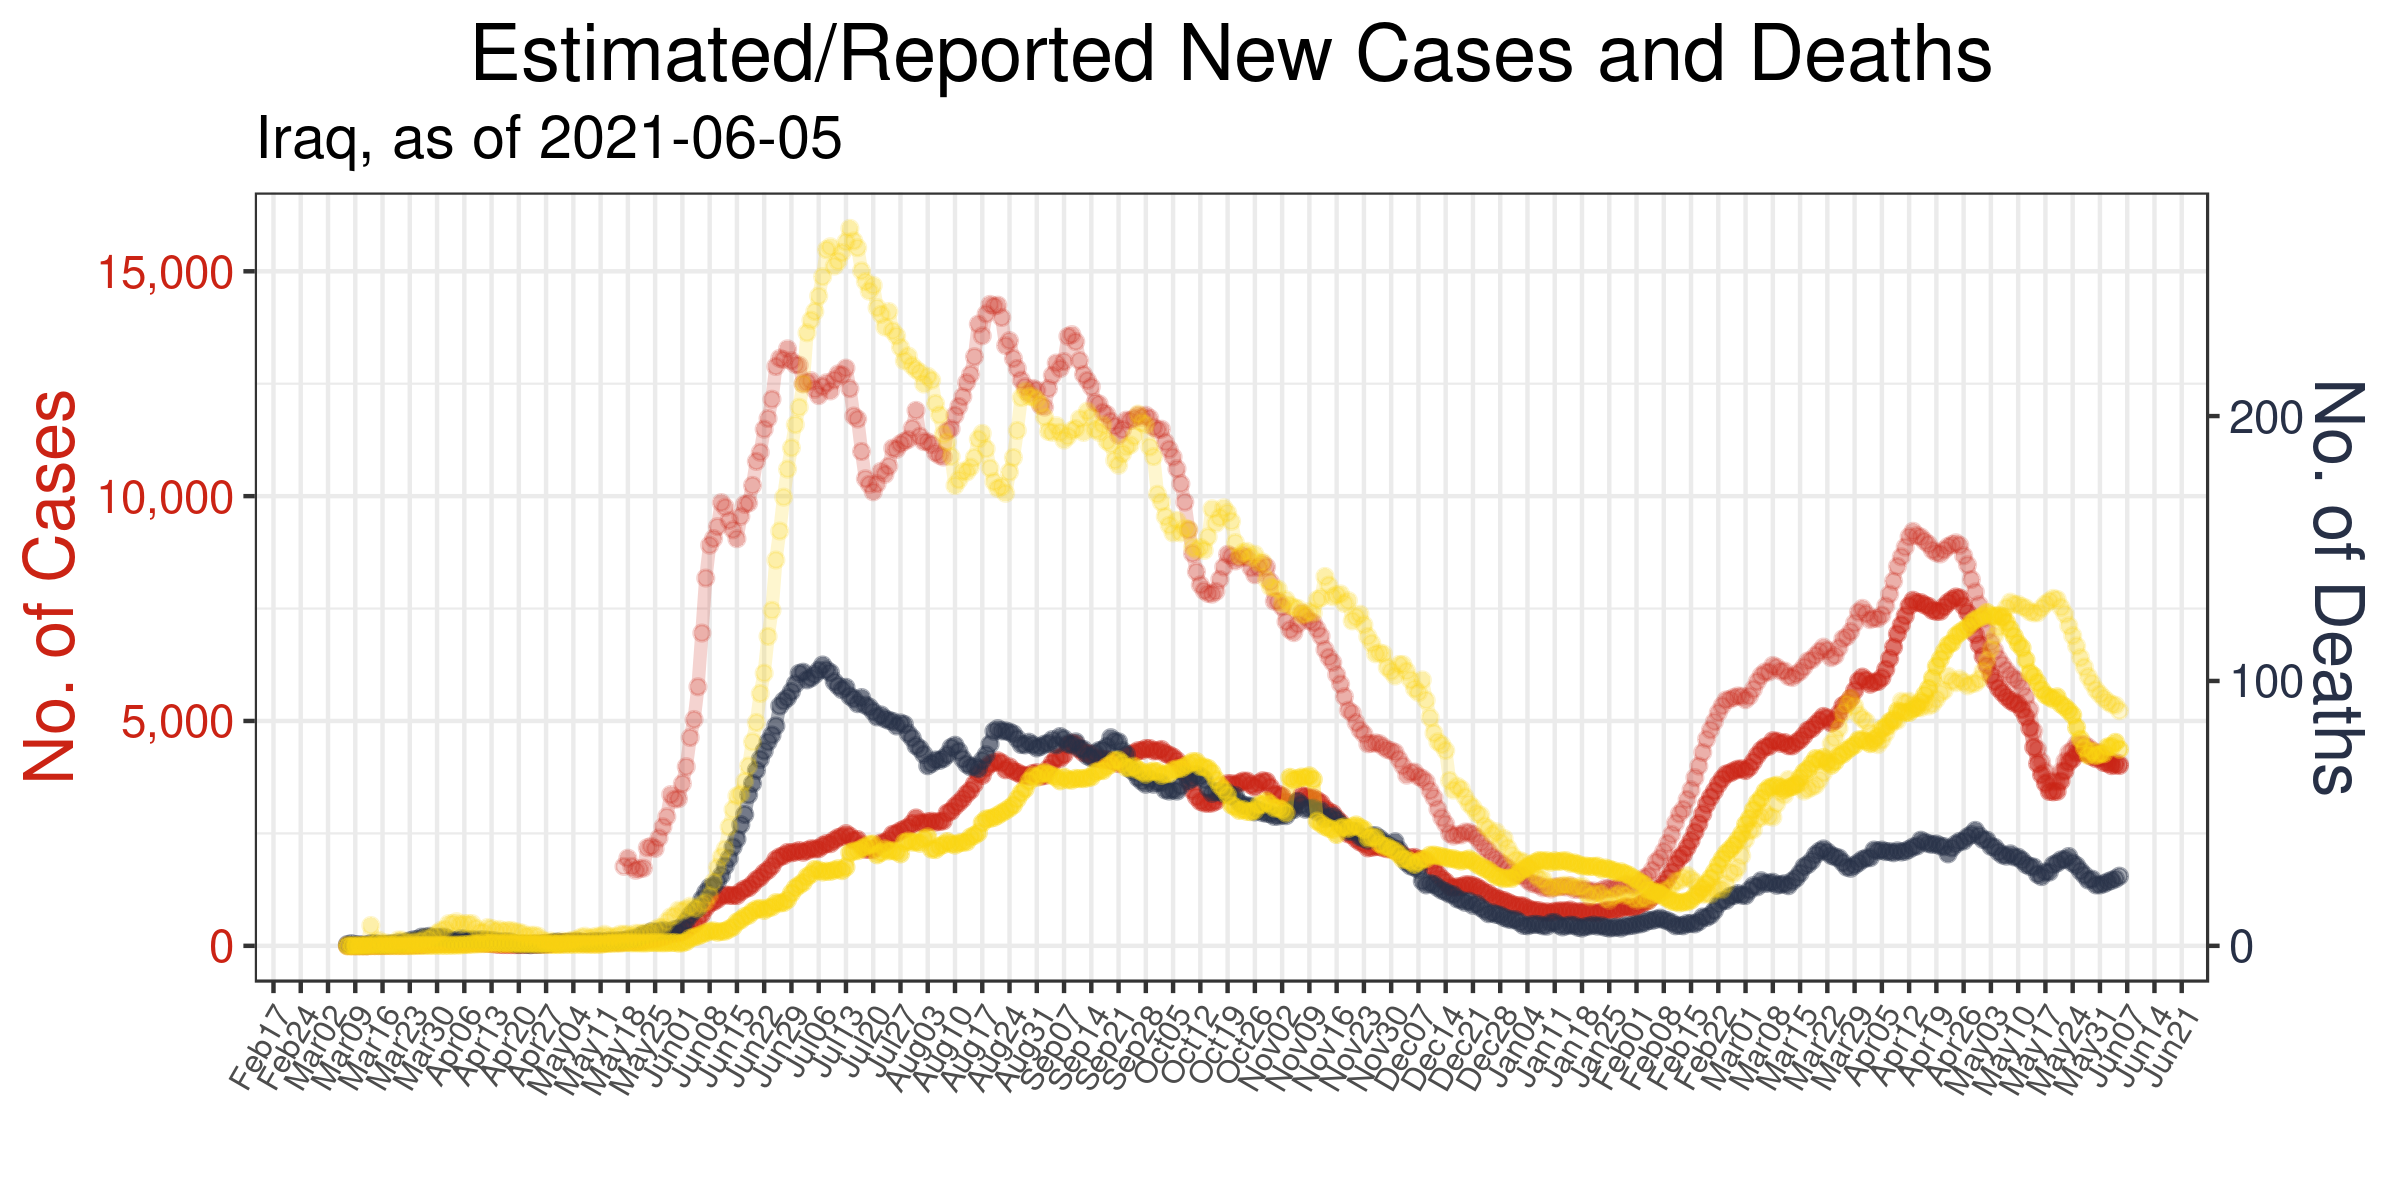 Estimated/Reported New Cases and Deaths
Iraq, as of 2021-06-05
No. of Cases
15,000
10,000
5,000
0
200
100
0
No. of Deaths
Feb17
Feb24
Mar02
Mar09
Mar16
Mar23
Mar30
Apr06
Apr13
Apr20
Apr27
May04
May11
May18
May25
Jun01
Jun08
Jun15
Jun22
Jun29
Jul06
Jul13
Jul20
Jul27
Aug03
Aug10
Aug17
Aug24
Aug31
Sep07
Sep14
Sep21
Sep28
Oct05
Oct12
Oct19
Oct26
Nov02
Nov09
Nov16
Nov23
Nov30
Dec07
Dec14
Dec21
Dec28
Jan04
Jan11
Jan18
Jan25
Feb01
Feb08
Feb15
Feb22
Mar01
Mar08
Mar15
Mar22
Mar29
Apr05
Apr12
Apr19
Apr26
May03
May10
May17
May24
May31
Jun07
Jun14
Jun21